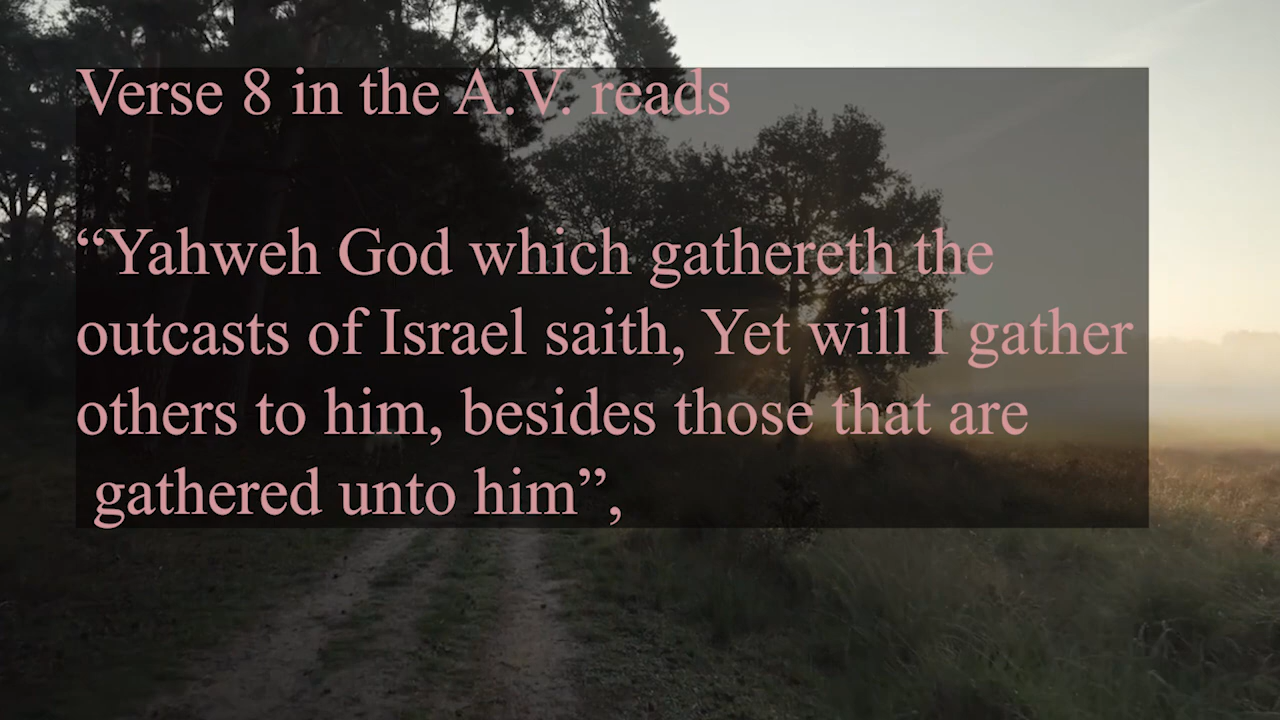 Verse 8 in the A.V. reads
“Yahweh God which gathereth the
outcasts of Israel saith, Yet will I gather
others to him, besides those that are
gathered unto him”,